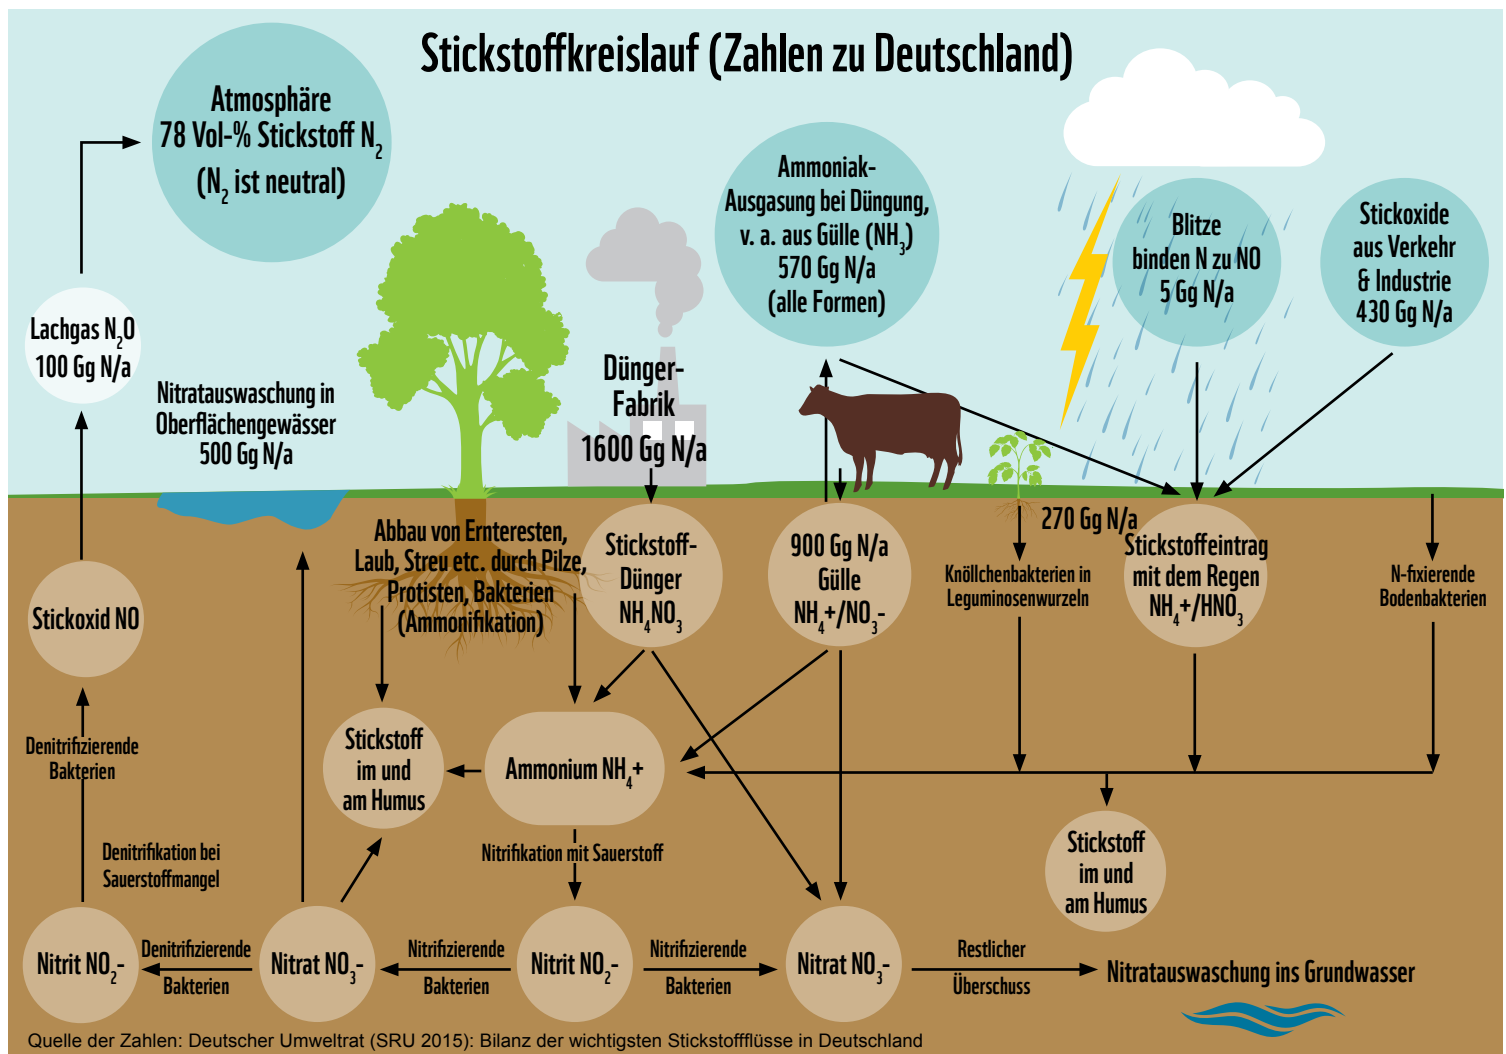 Stickstoffkreislauf (Zahlen zu Deutschland)
Atmosphäre
78 Vol-% Stickstoff N₂
(N₂ ist neutral)
Lachgas N₂O
100 Gg N/a
Nitratauswaschung in
Oberflächengewässer
500 Gg N/a
Dünger-
Fabrik
1600 Gg N/a
Ammoniak-
Ausgasung bei Düngung,
v. a. aus Gülle (NH₃)
570 Gg N/a
(alle Formen)
Blitze
binden N zu NO
5 Gg N/a
Stickoxide
aus Verkehr
& Industrie
430 Gg N/a
Stickoxid NO
Abbau von Ernteresten,
Laub, Streu etc. durch Pilze,
Protisten, Bakterien
(Ammonifikation)
Stickstoff-
Dünger
NH₄NO₃
900 Gg N/a
Gülle
NH₄+/NO₃-
270 Gg N/a
Knöllchenbakterien in
Leguminosenwurzeln
Stickstoffeintrag
mit dem Regen
NH₄+/HNO₃
N-fixierende
Bodenbakterien
Denitrifizierende
Bakterien
Stickstoff
im und
am Humus
Ammonium NH₄+
Denitrifikation bei
Sauerstoffmangel
Nitrifikation mit Sauerstoff
Stickstoff
im und
am Humus
Nitrit NO₂-
Denitrifizierende
Bakterien
Nitrat NO₃-
Nitrifizierende
Bakterien
Nitrit NO₂-
Nitrifizierende
Bakterien
Nitrat NO₃-
Restlicher
Überschuss
Nitratauswaschung ins Grundwasser
Quelle der Zahlen: Deutscher Umweltrat (SRU 2015): Bilanz der wichtigsten Stickstoffflüsse in Deutschland